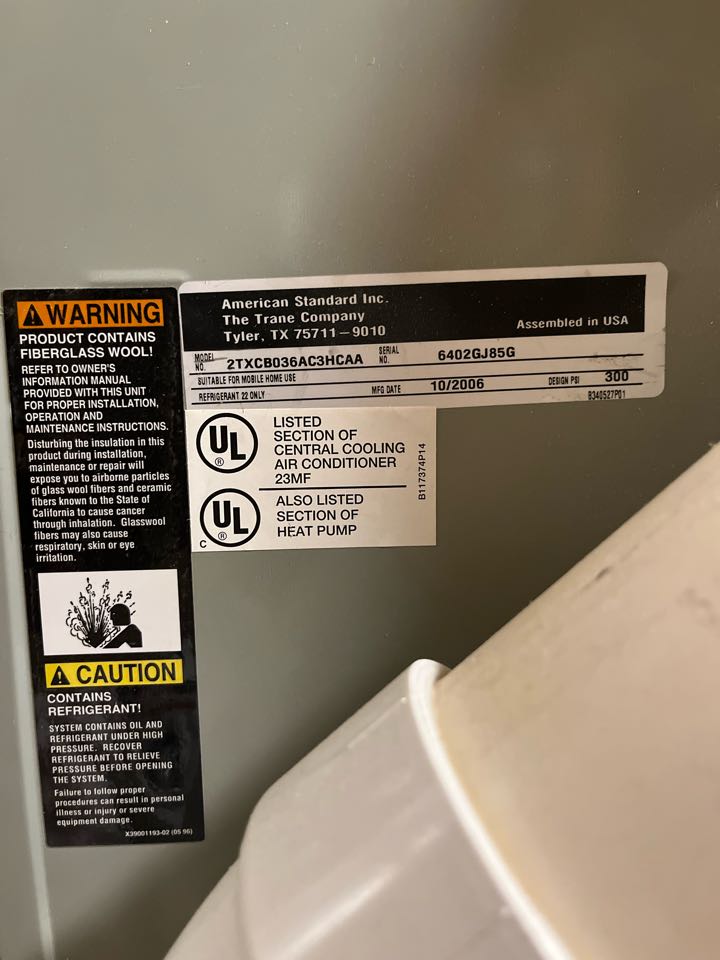 American Standard Inc.
The Trane Company
Tyler, TX 75711-9010
Assembled in USA
MODEL NO. 2TXCB036AC3HCAA SERIAL NO. 6402GJ85G
SUITABLE FOR MOBILE HOME USE
REFRIGERANT 22 ONLY MFG DATE 10/2006 DESIGN PSI 300
B340527P01
WARNING
PRODUCT CONTAINS
FIBERGLASS WOOL!
REFER TO OWNER'S
INFORMATION MANUAL
PROVIDED WITH THIS UNIT
FOR PROPER INSTALLATION,
OPERATION AND
MAINTENANCE INSTRUCTIONS.
Disturbing the insulation in this
product during installation,
maintenance or repair will
expose you to airborne particles
of glass wool fibers and ceramic
fibers known to the State of
California to cause cancer
through inhalation. Glasswool
fibers may also cause
respiratory, skin or eye
irritation.
CAUTION
CONTAINS
REFRIGERANT!
SYSTEM CONTAINS OIL AND
REFRIGERANT UNDER HIGH
PRESSURE. RECOVER
REFRIGERANT TO RELIEVE
PRESSURE BEFORE OPENING
THE SYSTEM.
Failure to follow proper
procedures can result in personal
illness or injury or severe
equipment damage.
X39001193-02 (05 95)
UL ®
LISTED
SECTION OF
CENTRAL COOLING
AIR CONDITIONER
23MF
C UL ®
ALSO LISTED
SECTION OF
HEAT PUMP
B117374P14